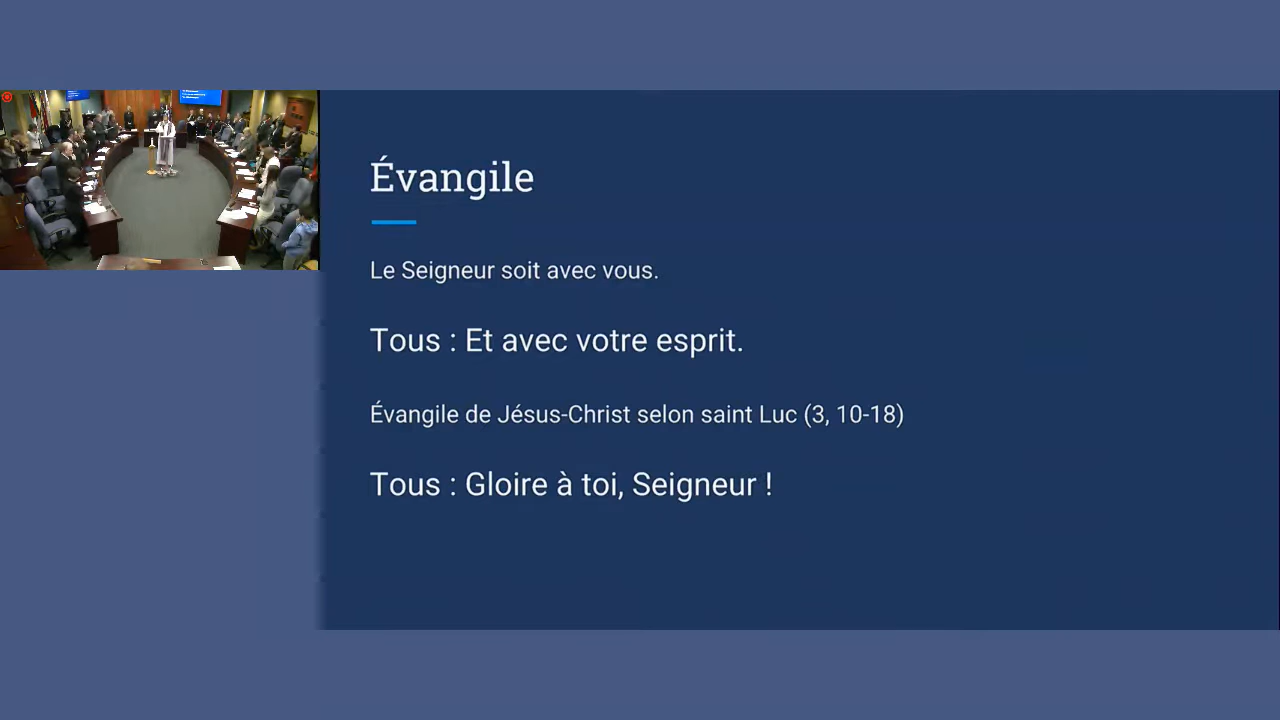 Évangile
Le Seigneur soit avec vous.
Tous : Et avec votre esprit.
Évangile de Jésus-Christ selon saint Luc (3, 10-18)
Tous : Gloire à toi, Seigneur !